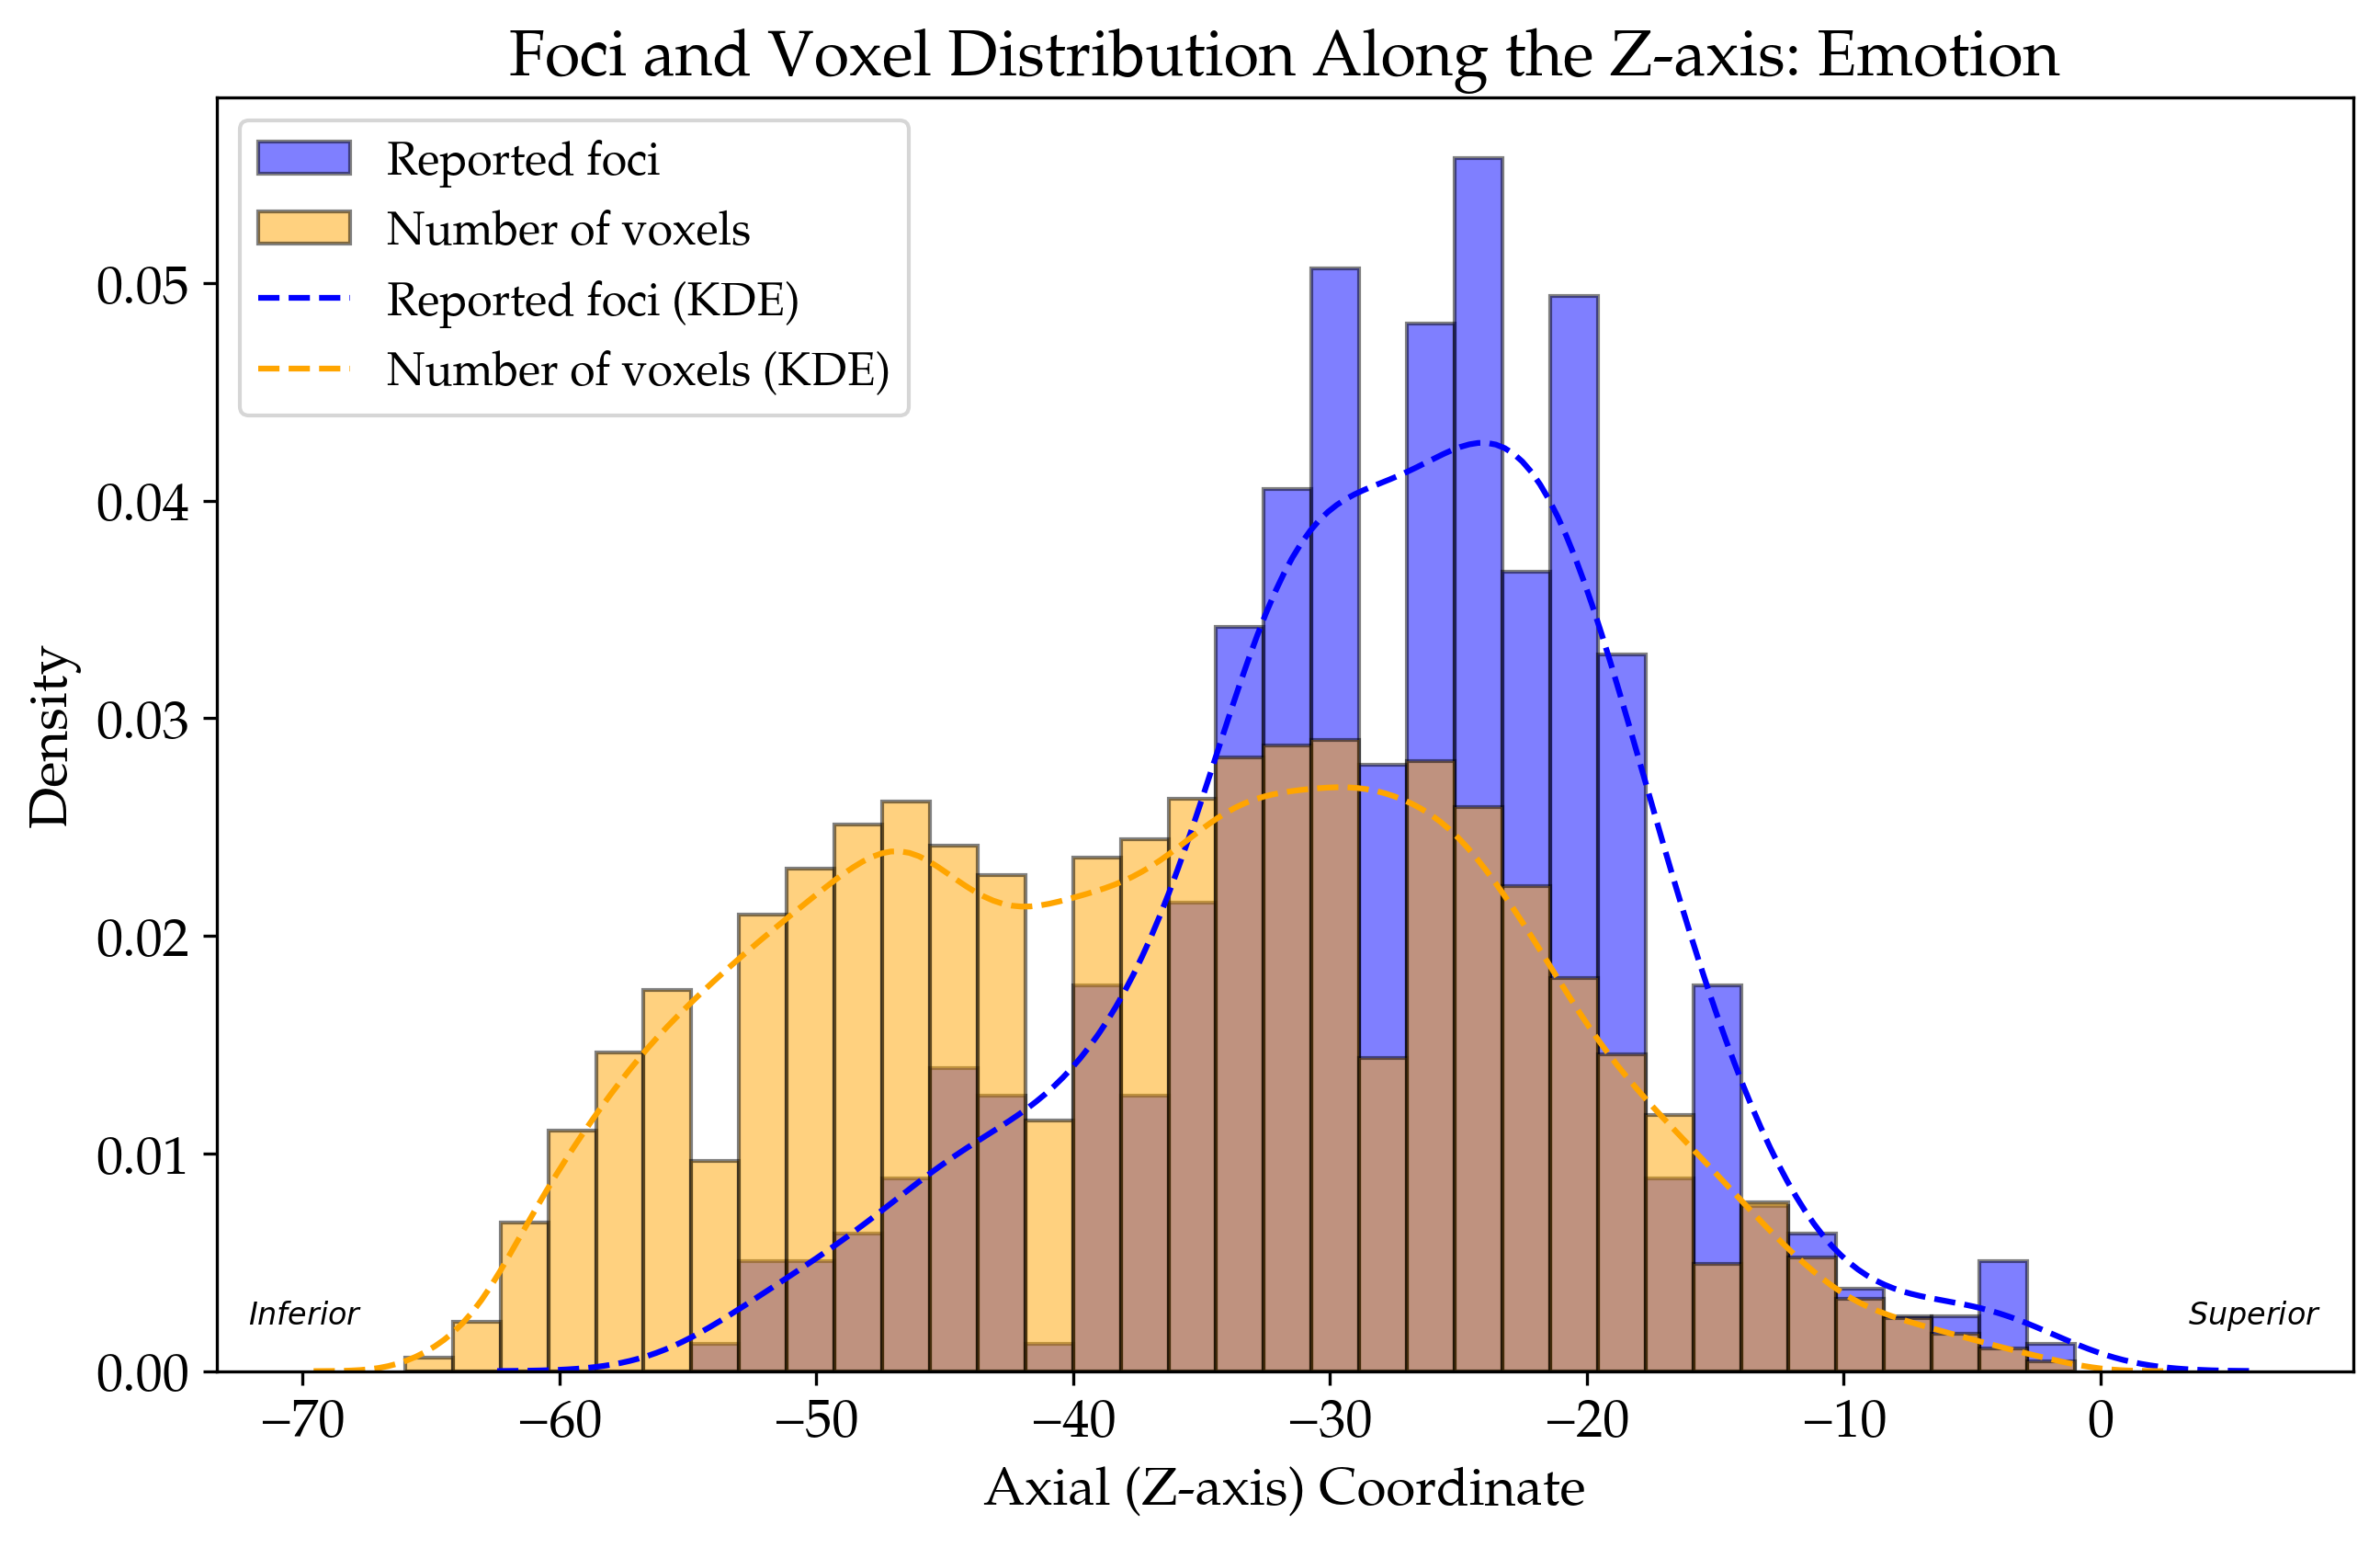 Foci and Voxel Distribution Along the Z-axis: Emotion
Reported foci
Number of voxels
Reported foci (KDE)
Number of voxels (KDE)
Density
0.05
0.04
0.03
0.02
0.01
0.00
Inferior
Superior
−70 −60 −50 −40 −30 −20 −10 0
Axial (Z-axis) Coordinate